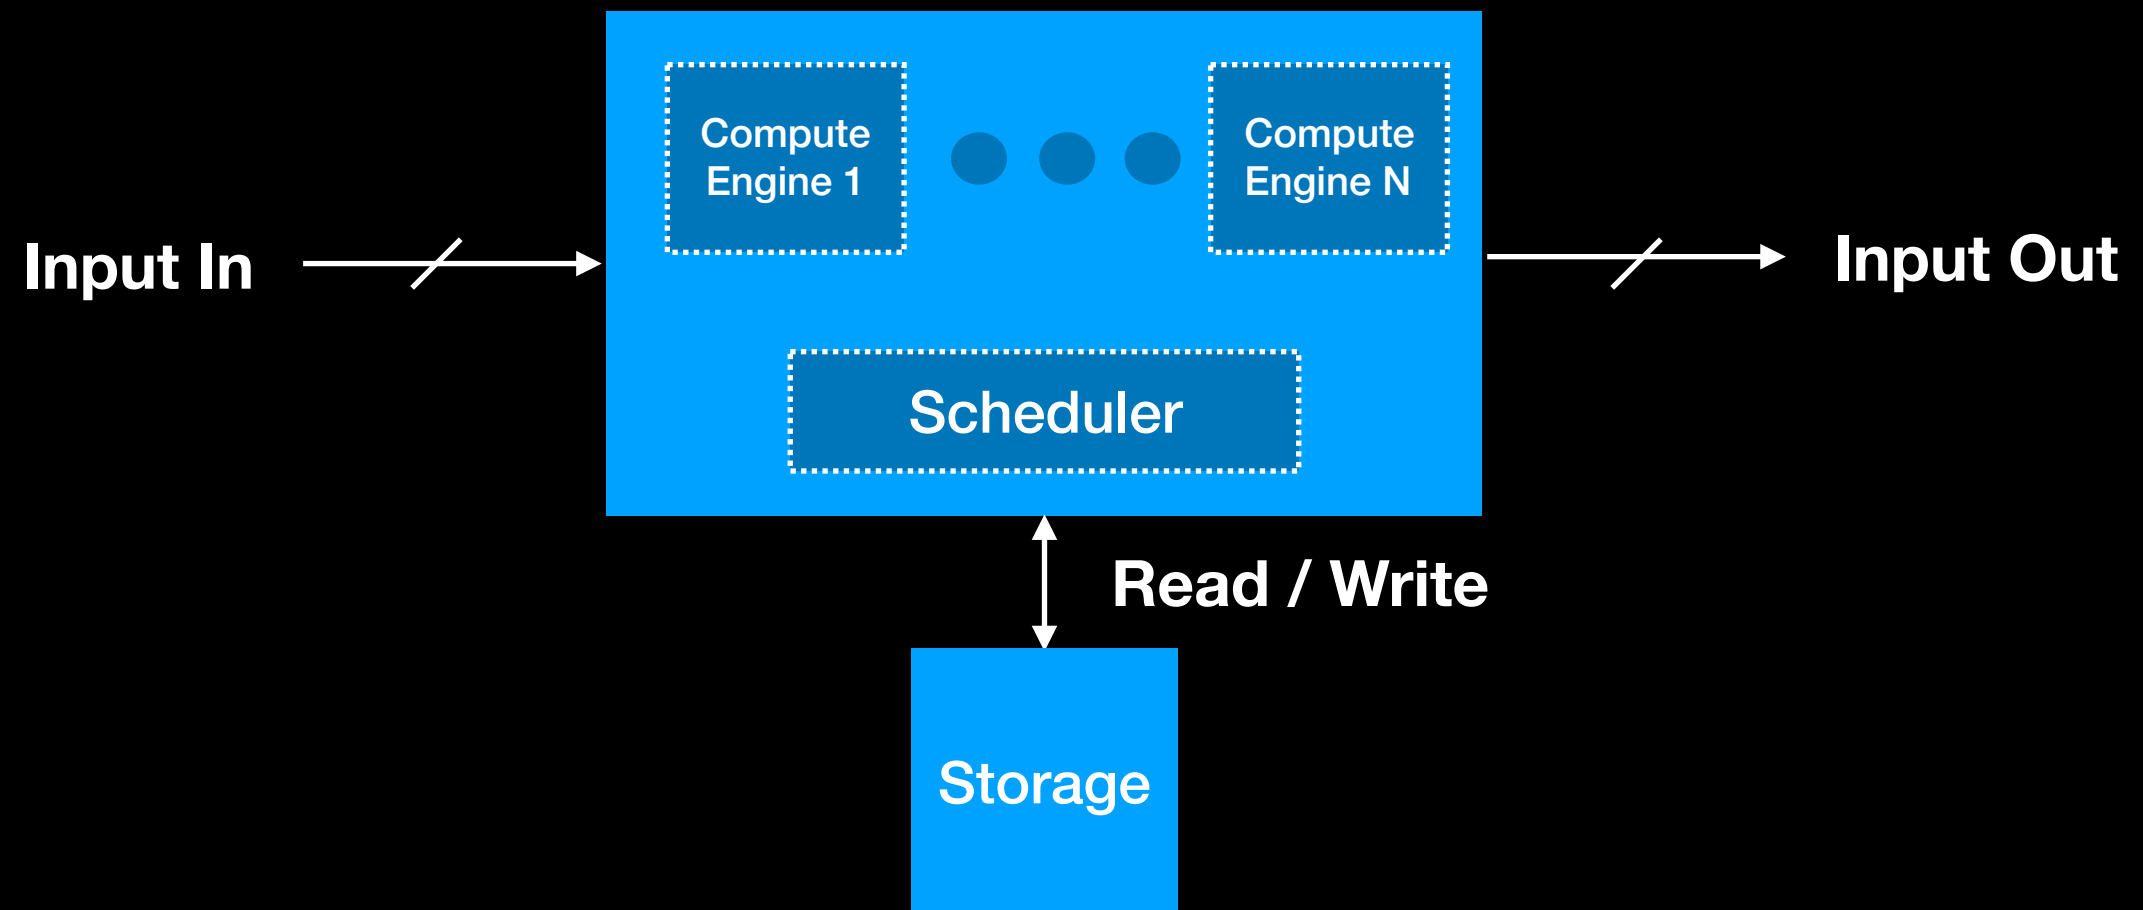 Compute
Engine 1
Compute
Engine N
Input In
Input Out
Scheduler
Read / Write
Storage